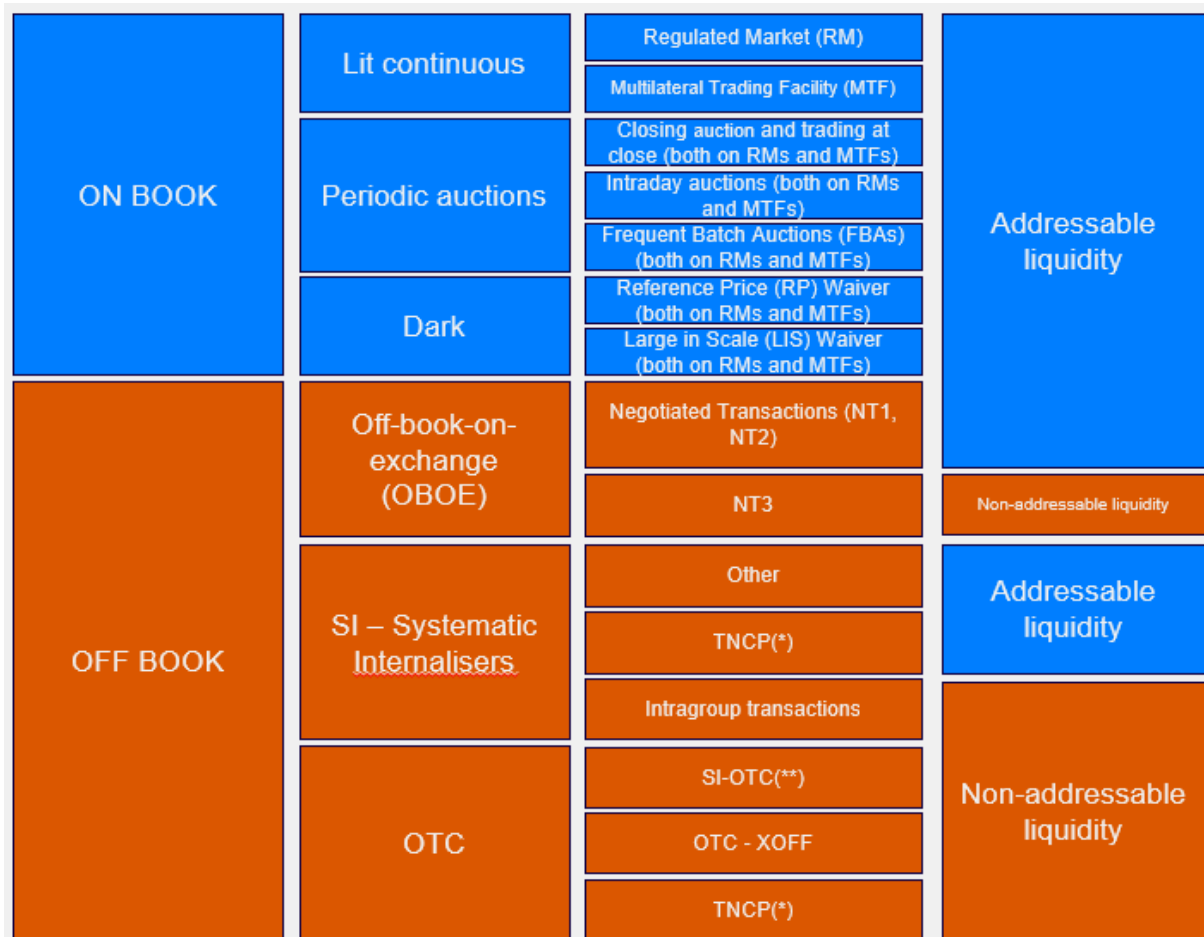 ON BOOK
Lit continuous
Regulated Market (RM)
Multilateral Trading Facility (MTF)
Periodic auctions
Closing auction and trading at
close (both on RMs and MTFs)
Intraday auctions (both on RMs
and MTFs)
Frequent Batch Auctions (FBAs)
(both on RMs and MTFs)
Dark
Reference Price (RP) Waiver
(both on RMs and MTFs)
Large in Scale (LIS) Waiver
(both on RMs and MTFs)
Addressable
liquidity
OFF BOOK
Off-book-on-
exchange
(OBOE)
Negotiated Transactions (NT1,
NT2)
NT3
Non-addressable liquidity
SI – Systematic
Internalisers
Other
TNCP(*)
Intragroup transactions
Addressable
liquidity
OTC
SI-OTC(**)
OTC - XOFF
TNCP(*)
Non-addressable
liquidity